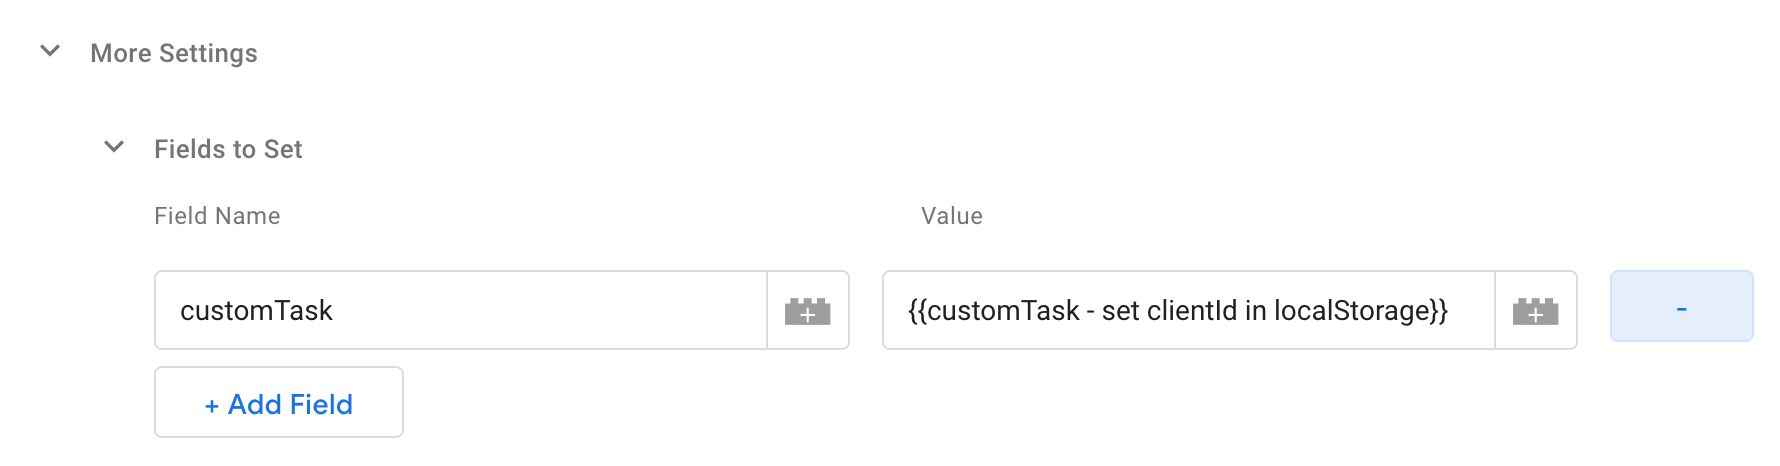 More Settings
Fields to Set
Field Name Value
customTask {{customTask - set clientId in localStorage}} -
+ Add Field